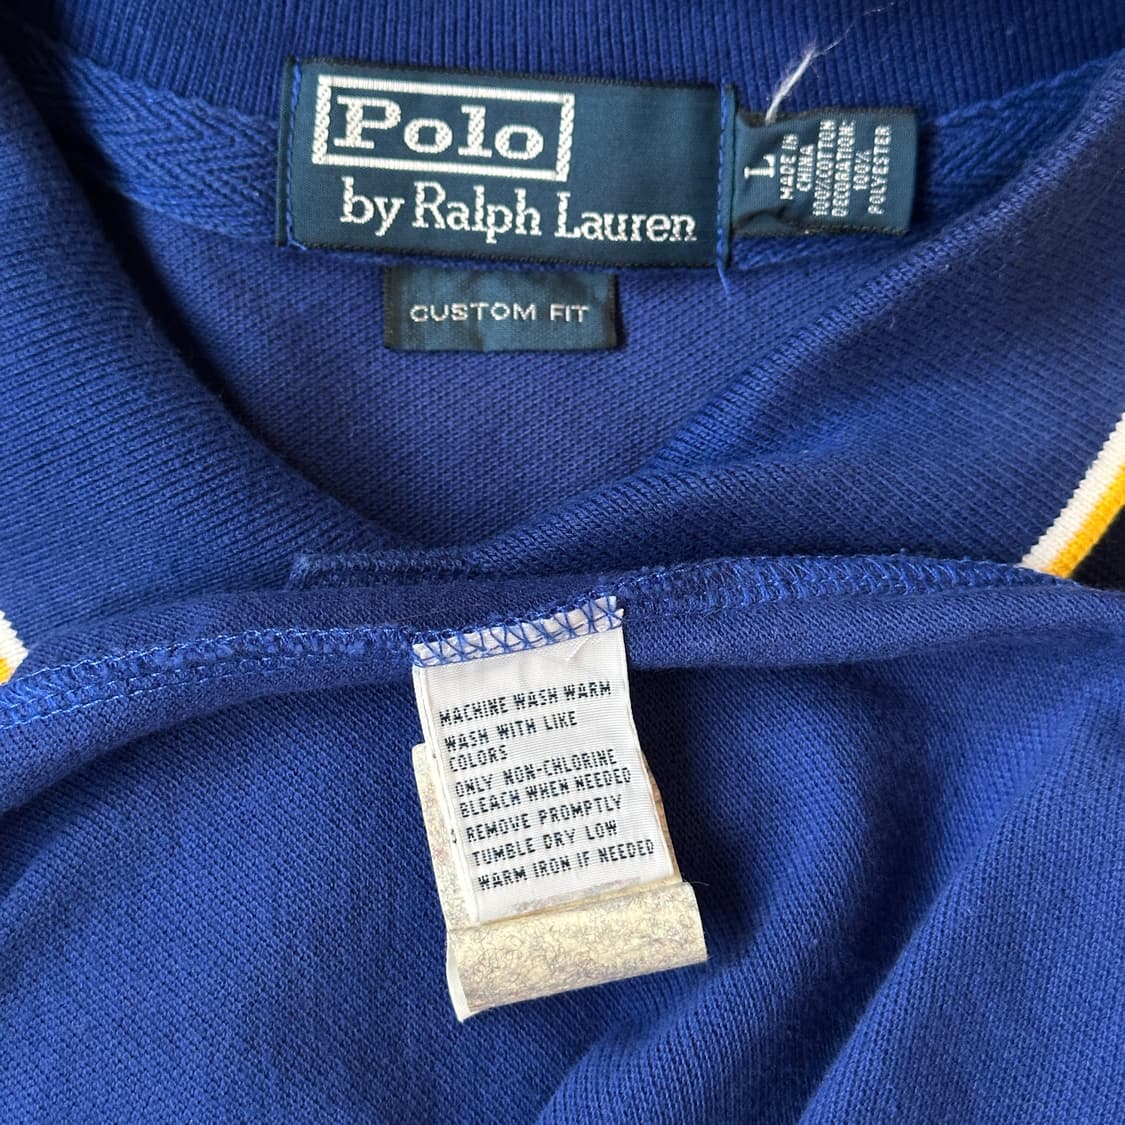 Polo
by Ralph Lauren
L
MADE IN
CHINA
100%COTTON
DECORATION:
100%
POLYESTER
CUSTOM FIT
MACHINE WASH WARM
WASH WITH LIKE
COLORS
ONLY NON-CHLORINE
BLEACH WHEN NEEDED
REMOVE PROMPTLY
TUMBLE DRY LOW
WARM IRON IF NEEDED